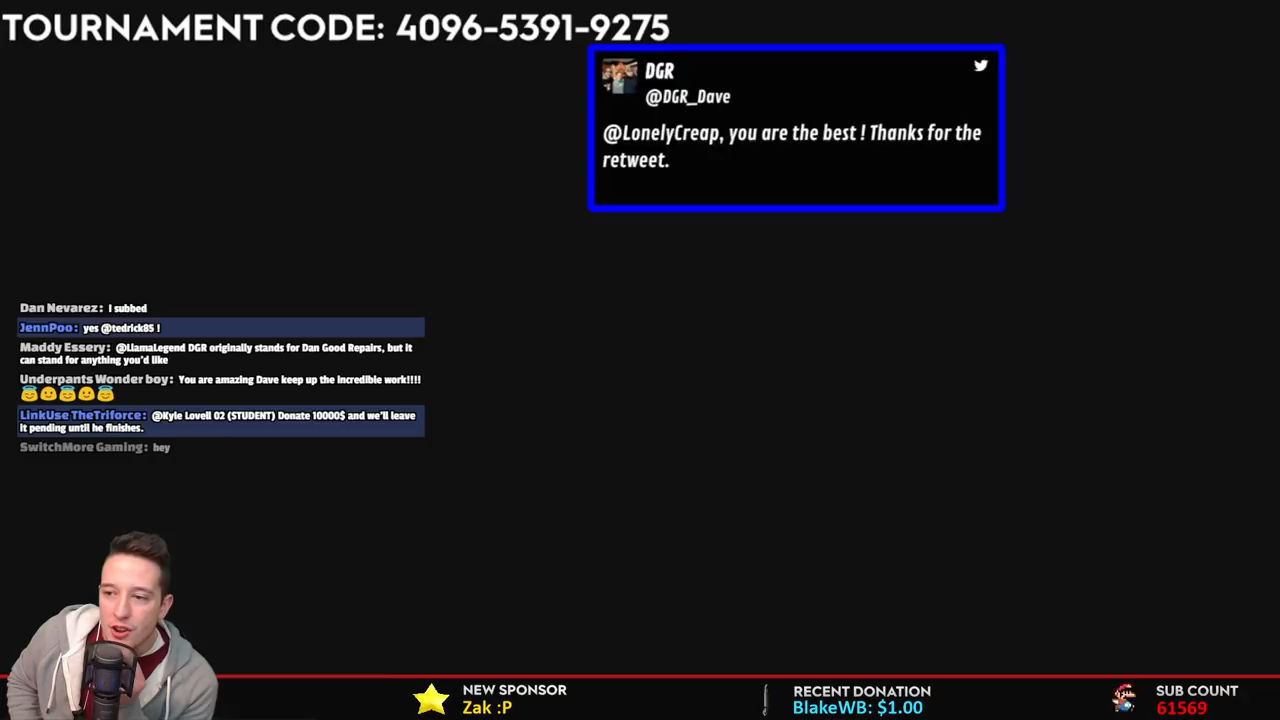 TOURNAMENT CODE: 4096-5391-9275
DGR
@DGR_Dave
@LonelyCreap, you are the best ! Thanks for the
retweet.
Dan Nevarez: I subbed
JennPoo: yes @tedrick85 !
Maddy Essery: @LlamaLegend DGR originally stands for Dan Good Repairs, but it
can stand for anything you'd like
Underpants Wonder boy: You are amazing Dave keep up the incredible work!!!!
LinkUse TheTriforce: @Kyle Lovell 02 (STUDENT) Donate 10000$ and we'll leave
it pending until he finishes.
SwitchMore Gaming: hey
NEW SPONSOR
Zak :P
RECENT DONATION
BlakeWB: $1.00
SUB COUNT
61569